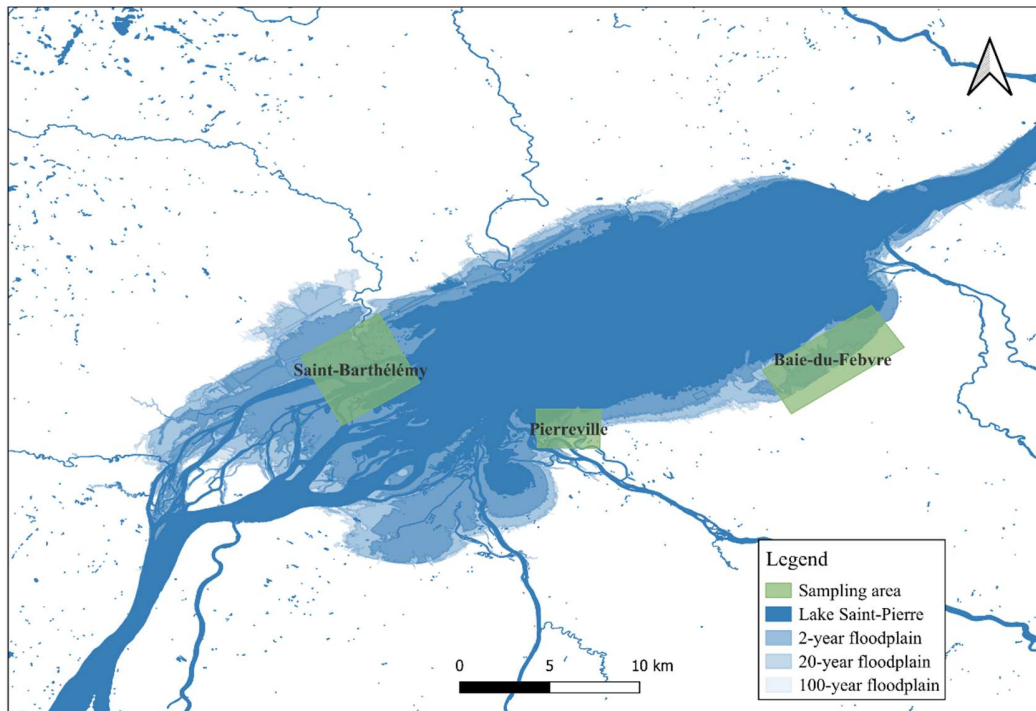 Saint-Barthélémy
Baie-du-Febvre
Pierreville
Legend
Sampling area
Lake Saint-Pierre
2-year floodplain
20-year floodplain
100-year floodplain
0 5 10 km